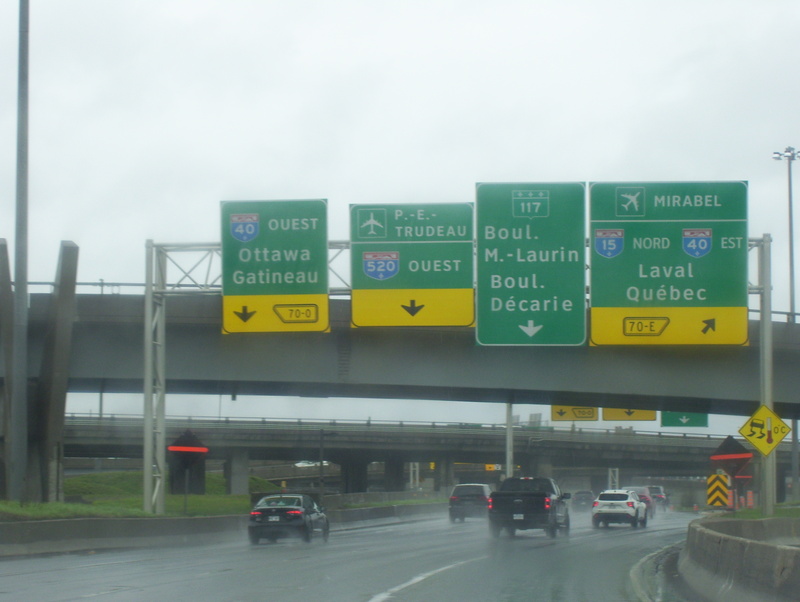 40 OUEST
Ottawa
Gatineau
70-O
P.-E.-
TRUDEAU
520 OUEST
117
Boul.
M.-Laurin
Boul.
Décarie
MIRABEL
15 NORD 40 EST
Laval
Québec
70-E
0°C